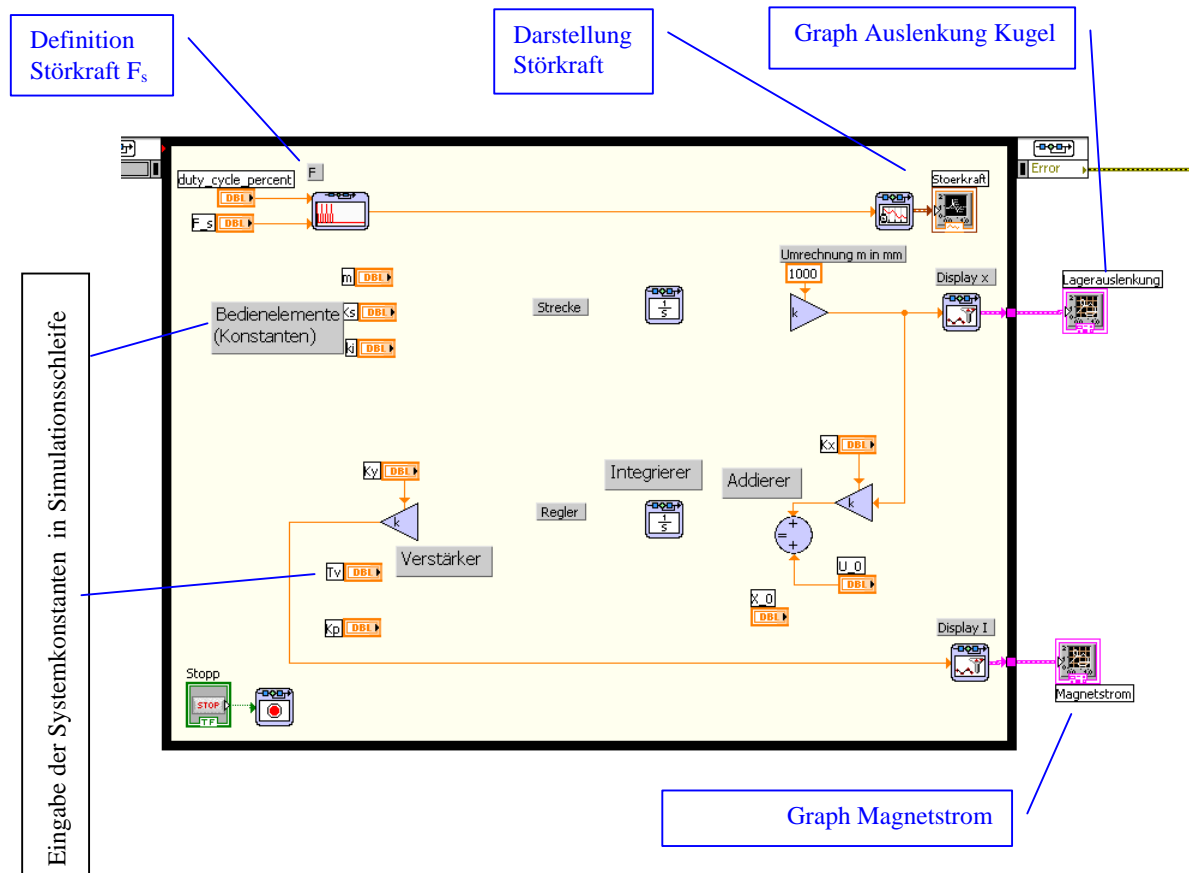 Definition
Störkraft Fs
Darstellung
Störkraft
Graph Auslenkung Kugel
Error
F
duty_cycle_percent
DBL
F_s
DBL
Stoerkraft
m
DBL
Bedienelemente
(Konstanten)
Ks
DBL
ki
DBL
Strecke
1
s
Umrechnung m in mm
1000
k
Display x
Lagerauslenkung
Eingabe der Systemkonstanten in Simulationsschleife
Ky
DBL
k
Verstärker
Integrierer
Regler
1
s
Addierer
Kx
DBL
k
+
=
+
U_0
DBL
X_0
DBL
Tv
DBL
Kp
DBL
Display I
Magnetstrom
Stopp
STOP
TF
Graph Magnetstrom